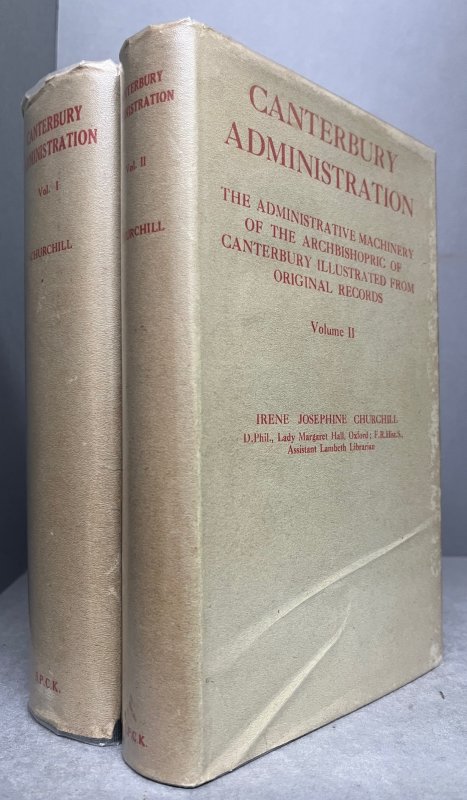 CANTERBURY
ADMINISTRATION
Vol. I
CHURCHILL
S.P.C.K.
CANTERBURY
ADMINISTRATION
Vol. II
CHURCHILL
S.P.C.K.
CANTERBURY
ADMINISTRATION
THE ADMINISTRATIVE MACHINERY
OF THE ARCHBISHOPRIC OF
CANTERBURY ILLUSTRATED FROM
ORIGINAL RECORDS
Volume II
IRENE JOSEPHINE CHURCHILL
D.Phil., Lady Margaret Hall, Oxford; F.R.Hist.S.,
Assistant Lambeth Librarian